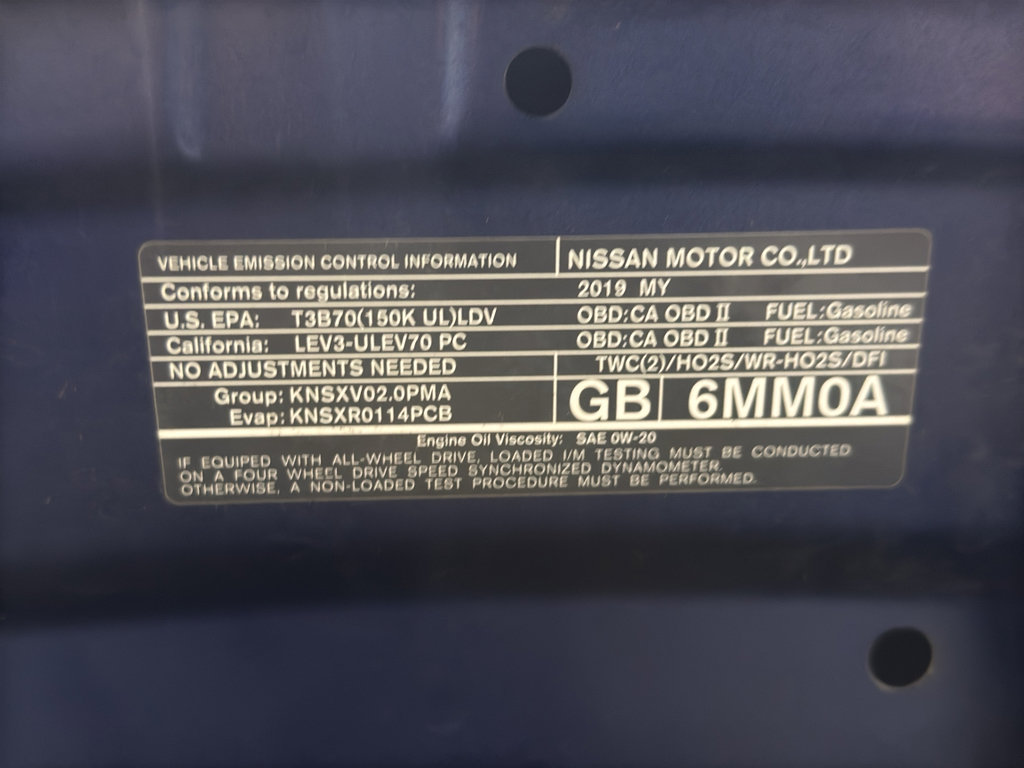 VEHICLE EMISSION CONTROL INFORMATION NISSAN MOTOR CO.,LTD
Conforms to regulations: 2019 MY
U.S. EPA: T3B70(150K UL)LDV OBD:CA OBD II FUEL:Gasoline
California: LEV3-ULEV70 PC OBD:CA OBD II FUEL:Gasoline
NO ADJUSTMENTS NEEDED TWC(2)/HO2S/WR-HO2S/DFI
Group: KNSXV02.0PMA GB 6MM0A
Evap: KNSXR0114PCB
Engine Oil Viscosity: SAE 0W-20
IF EQUIPED WITH ALL-WHEEL DRIVE, LOADED I/M TESTING MUST BE CONDUCTED
ON A FOUR WHEEL DRIVE SPEED SYNCHRONIZED DYNAMOMETER.
OTHERWISE, A NON-LOADED TEST PROCEDURE MUST BE PERFORMED.